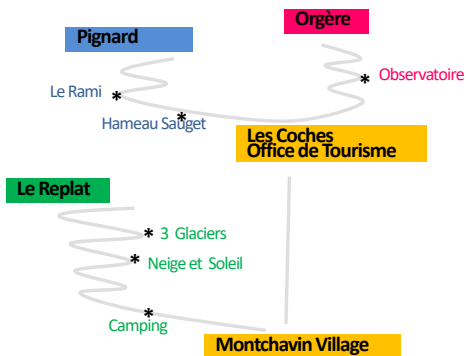 Orgère
Pignard
Observatoire
*
Le Rami *
*
Hameau Sauget
Les Coches
Office de Tourisme
Le Replat
* 3 Glaciers
* Neige et Soleil
*
Camping
Montchavin Village